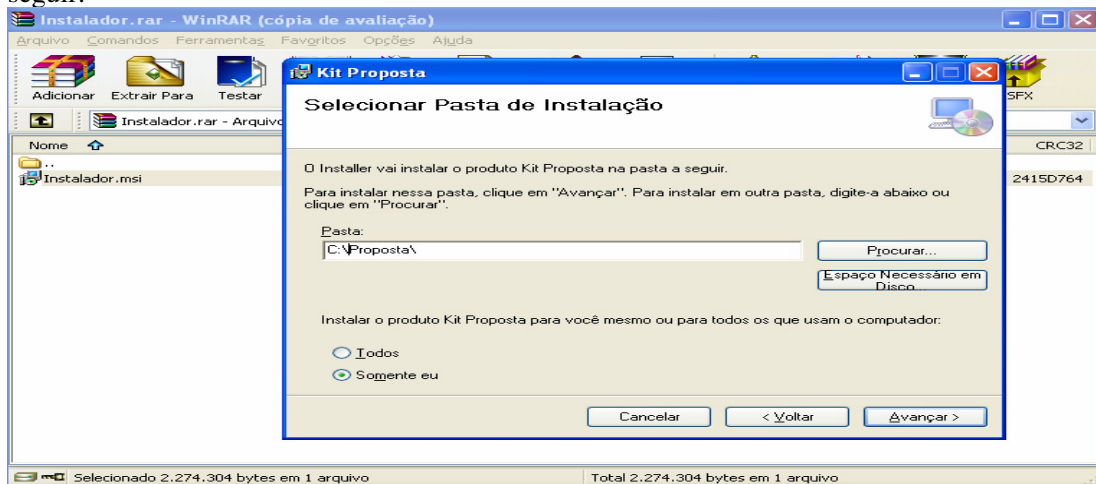 seguir.
Instalador.rar - WinRAR (cópia de avaliação)
Arquivo Comandos Ferramentas Favoritos Opções Ajuda
Adicionar Extrair Para Testar SFX
Instalador.rar - Arquivo
Nome CRC32
..
Instalador.msi 2415D764
Kit Proposta
Selecionar Pasta de Instalação
O Installer vai instalar o produto Kit Proposta na pasta a seguir.
Para instalar nessa pasta, clique em "Avançar". Para instalar em outra pasta, digite-a abaixo ou
clique em "Procurar".
Pasta:
C:\Proposta\
Procurar...
Espaço Necessário em
Disco...
Instalar o produto Kit Proposta para você mesmo ou para todos os que usam o computador:
Todos
Somente eu
Cancelar < Voltar Avançar >
Selecionado 2.274.304 bytes em 1 arquivo Total 2.274.304 bytes em 1 arquivo